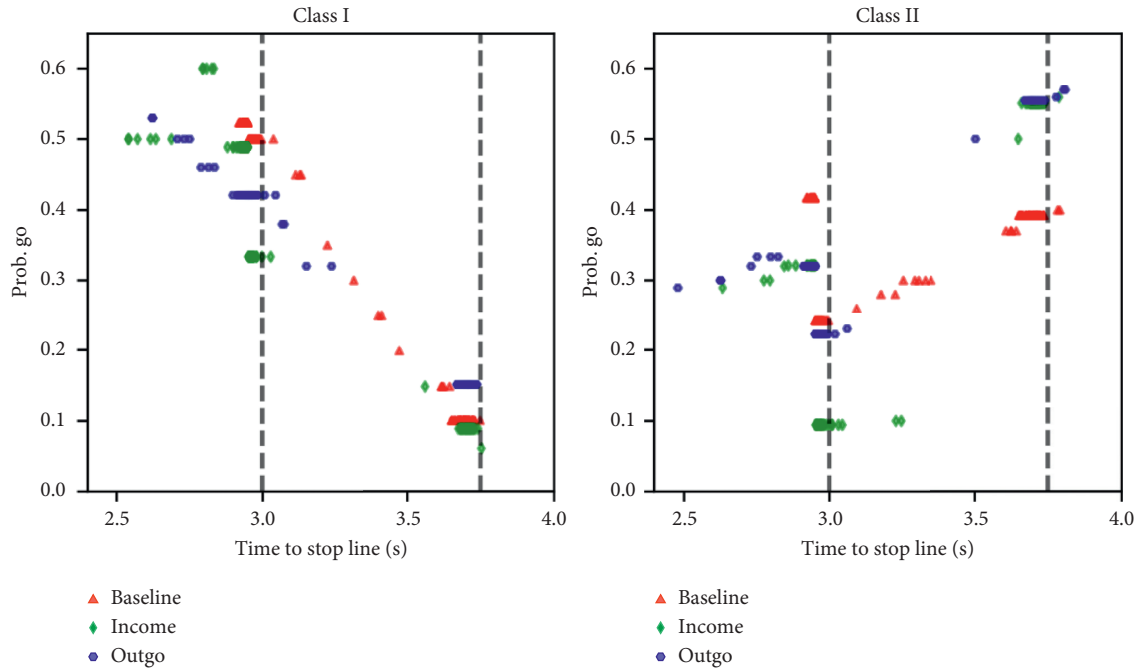 Class I
0.6
0.5
0.4
0.3
0.2
0.1
0.0
Prob. go
2.5 3.0 3.5 4.0
Time to stop line (s)
Baseline
Income
Outgo
Class II
0.6
0.5
0.4
0.3
0.2
0.1
0.0
Prob. go
2.5 3.0 3.5 4.0
Time to stop line (s)
Baseline
Income
Outgo